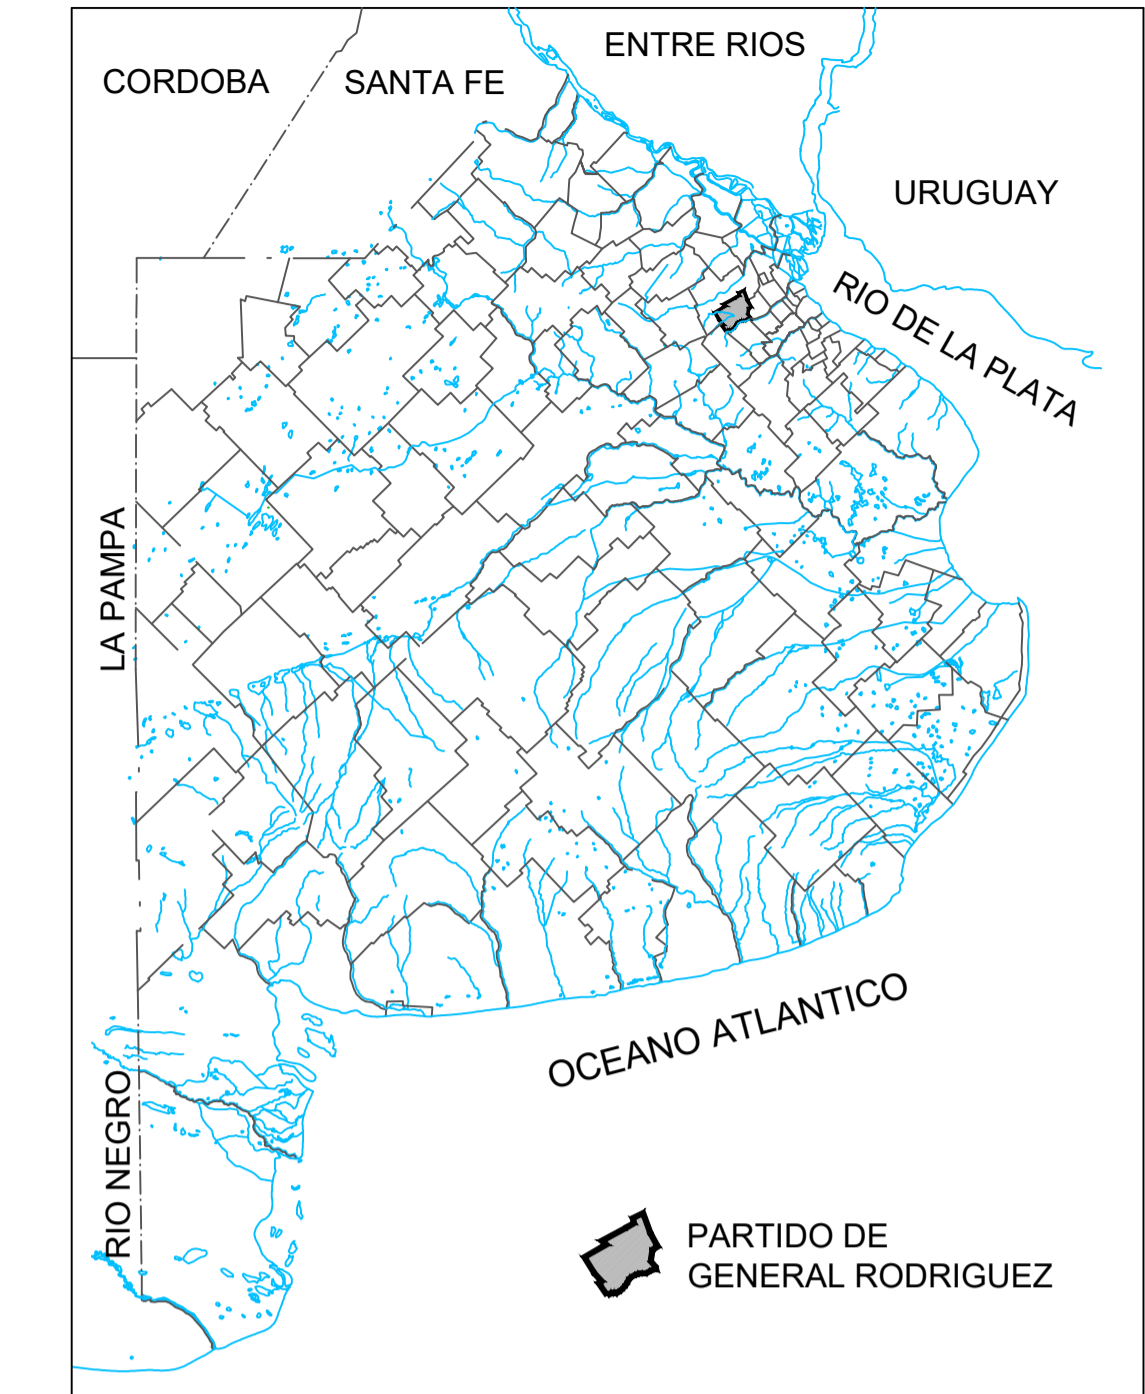 ENTRE RIOS
CORDOBA
SANTA FE
URUGUAY
RIO DE LA PLATA
LA PAMPA
OCEANO ATLANTICO
RIO NEGRO
PARTIDO DE
GENERAL RODRIGUEZ